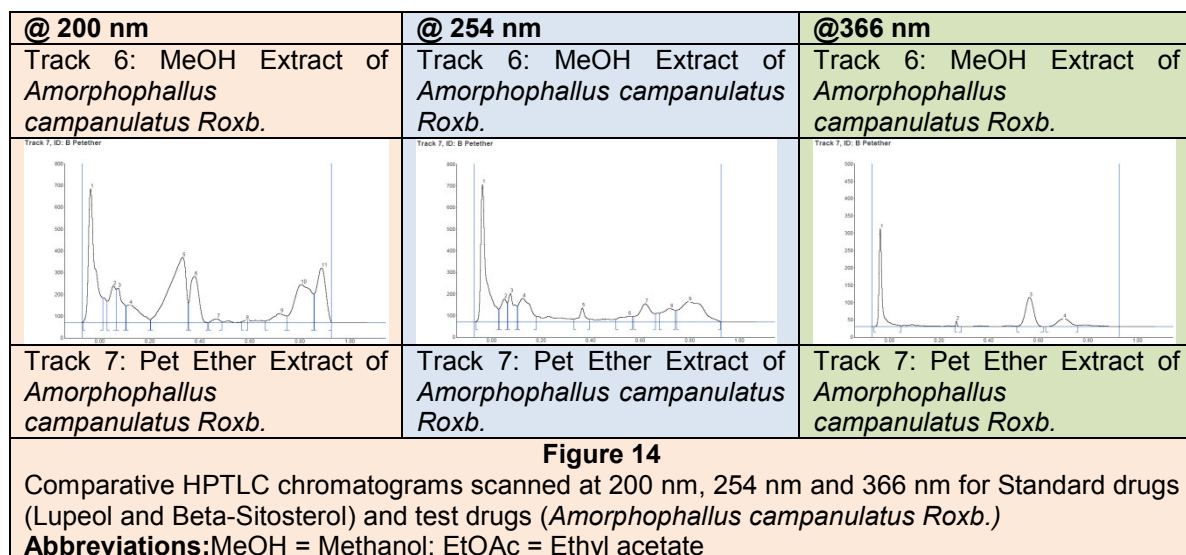 @ 200 nm
@ 254 nm
@366 nm
Track 6: MeOH Extract of
Amorphophallus
campanulatus Roxb.
Track 6: MeOH Extract of
Amorphophallus campanulatus
Roxb.
Track 6: MeOH Extract of
Amorphophallus
campanulatus Roxb.
Track 7, ID: B Petether
Track 7, ID: B Petether
Track 7, ID: B Petether
Track 7: Pet Ether Extract of
Amorphophallus
campanulatus Roxb.
Track 7: Pet Ether Extract of
Amorphophallus campanulatus
Roxb.
Track 7: Pet Ether Extract of
Amorphophallus
campanulatus Roxb.
Figure 14
Comparative HPTLC chromatograms scanned at 200 nm, 254 nm and 366 nm for Standard drugs
(Lupeol and Beta-Sitosterol) and test drugs (Amorphophallus campanulatus Roxb.)
Abbreviations:MeOH = Methanol; EtOAc = Ethyl acetate